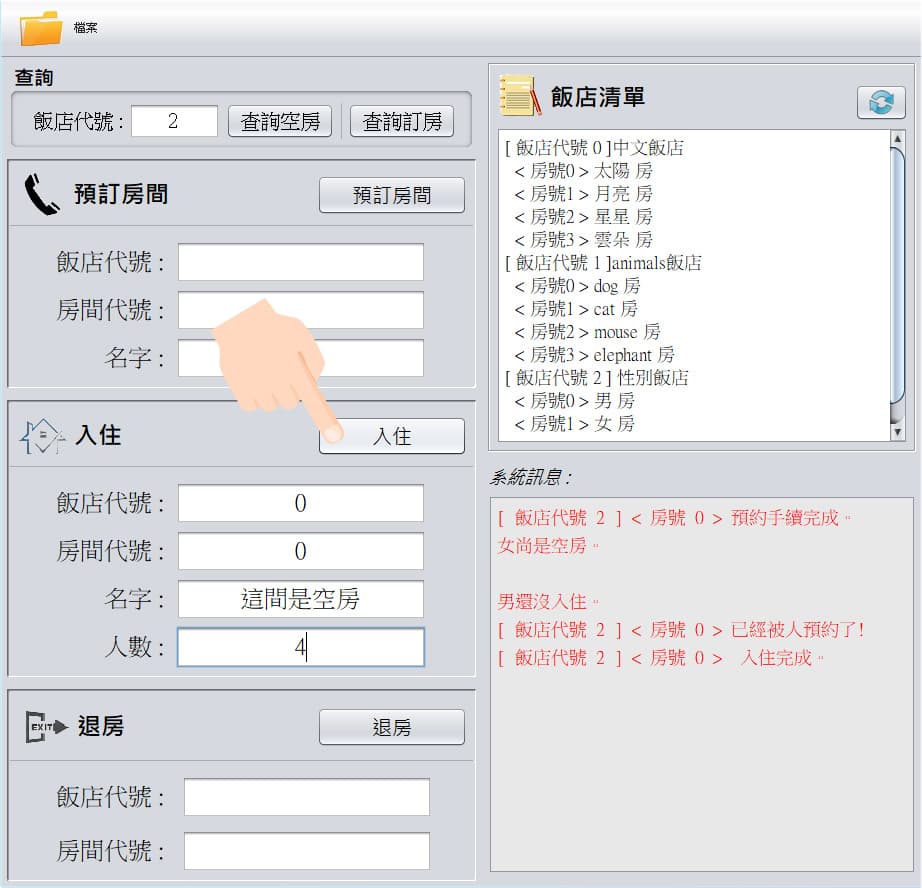 檔案
查詢
飯店代號 : 2 查詢空房 查詢訂房
預訂房間 預訂房間
飯店代號 :
房間代號 :
名字 :
入住 入住
飯店代號 : 0
房間代號 : 0
名字 : 這間是空房
人數 : 4
EXIT 退房 退房
飯店代號 :
房間代號 :
飯店清單
[ 飯店代號 0 ]中文飯店
< 房號0 > 太陽 房
< 房號1 > 月亮 房
< 房號2 > 星星 房
< 房號3 > 雲朵 房
[ 飯店代號 1 ]animals飯店
< 房號0 > dog 房
< 房號1 > cat 房
< 房號2 > mouse 房
< 房號3 > elephant 房
[ 飯店代號 2 ] 性別飯店
< 房號0 > 男 房
< 房號1 > 女 房
系統訊息 :
[ 飯店代號 2 ] < 房號 0 > 預約手續完成。
女尚是空房。
男還沒入住。
[ 飯店代號 2 ] < 房號 0 > 已經被人預約了!
[ 飯店代號 2 ] < 房號 0 > 入住完成。